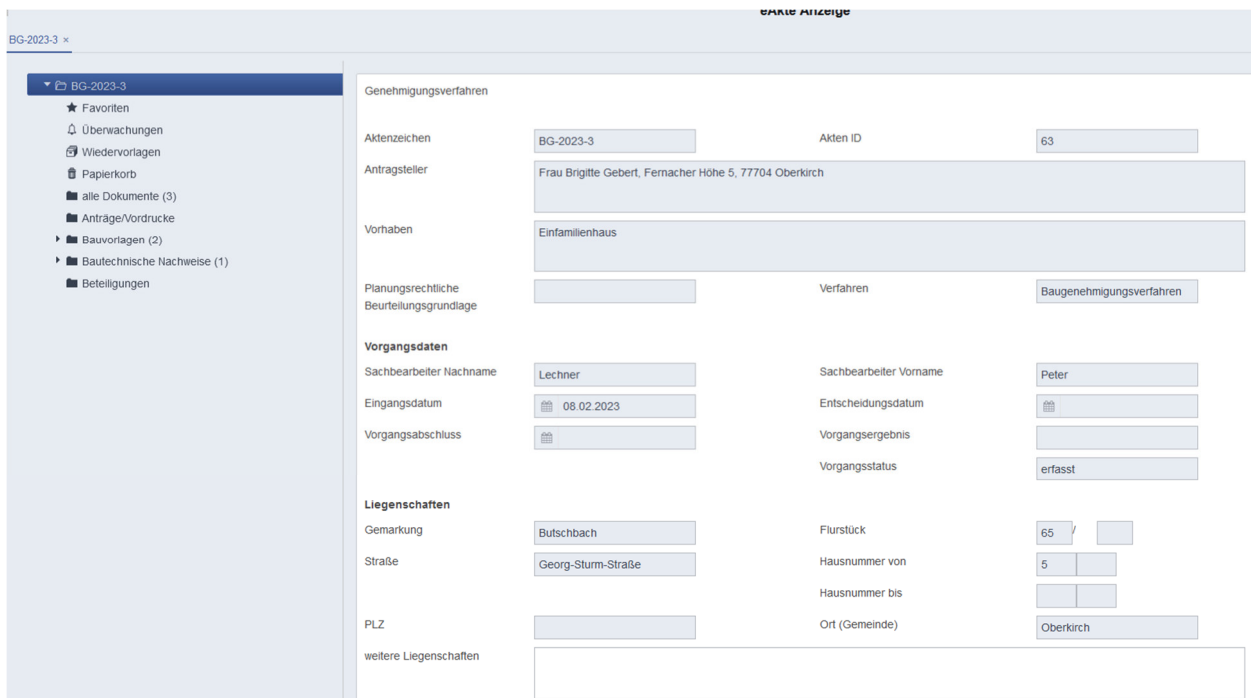 eAkte Anzeige
BG-2023-3 ×
BG-2023-3
Favoriten
Überwachungen
Wiedervorlagen
Papierkorb
alle Dokumente (3)
Anträge/Vordrucke
Bauvorlagen (2)
Bautechnische Nachweise (1)
Beteiligungen
Genehmigungsverfahren
Aktenzeichen BG-2023-3 Akten ID 63
Antragsteller Frau Brigitte Gebert, Fernacher Höhe 5, 77704 Oberkirch
Vorhaben Einfamilienhaus
Planungsrechtliche
Beurteilungsgrundlage Verfahren Baugenehmigungsverfahren
Vorgangsdaten
Sachbearbeiter Nachname Lechner Sachbearbeiter Vorname Peter
Eingangsdatum 08.02.2023 Entscheidungsdatum
Vorgangsabschluss Vorgangsergebnis
Vorgangsstatus erfasst
Liegenschaften
Gemarkung Butschbach Flurstück 65 /
Straße Georg-Sturm-Straße Hausnummer von 5
Hausnummer bis
PLZ Ort (Gemeinde) Oberkirch
weitere Liegenschaften